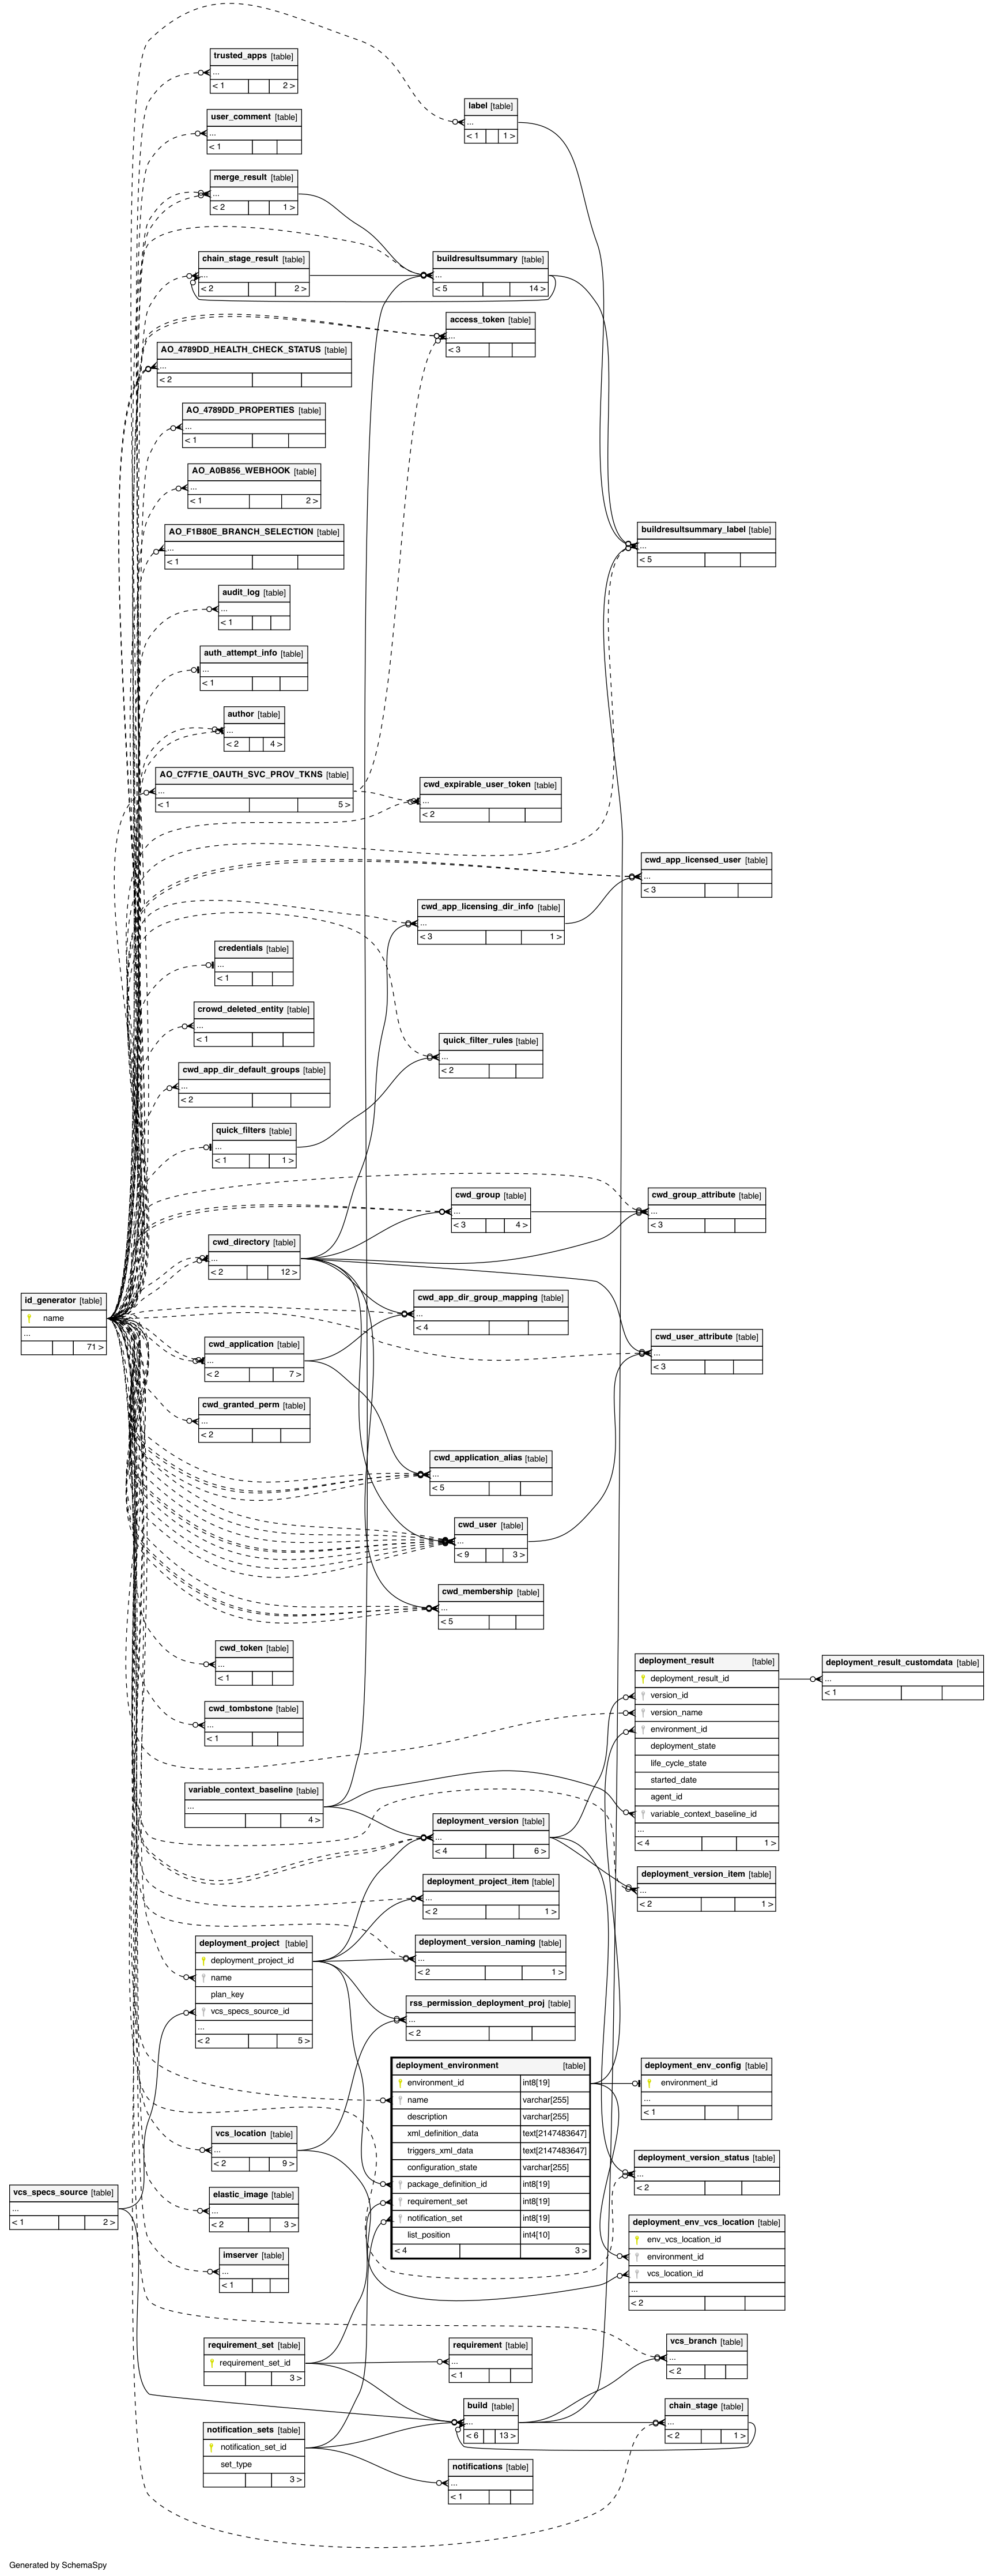 trusted_apps [table]
...
< 1 2 >
user_comment [table]
...
< 1
merge_result [table]
...
< 2 1 >
chain_stage_result [table]
...
< 2 2 >
AO_4789DD_HEALTH_CHECK_STATUS [table]
...
< 2
AO_4789DD_PROPERTIES [table]
...
< 1
AO_A0B856_WEBHOOK [table]
...
< 1 2 >
AO_F1B80E_BRANCH_SELECTION [table]
...
< 1
audit_log [table]
...
< 1
auth_attempt_info [table]
...
< 1
author [table]
...
< 2 4 >
AO_C7F71E_OAUTH_SVC_PROV_TKNS [table]
...
< 1 5 >
credentials [table]
...
< 1
crowd_deleted_entity [table]
...
< 1
cwd_app_dir_default_groups [table]
...
< 2
quick_filters [table]
...
< 1 1 >
cwd_directory [table]
...
< 2 12 >
id_generator [table]
name
...
71 >
cwd_application [table]
...
< 2 7 >
cwd_granted_perm [table]
...
< 2
cwd_token [table]
...
< 1
cwd_tombstone [table]
...
< 1
variable_context_baseline [table]
...
4 >
deployment_project [table]
deployment_project_id
name
plan_key
vcs_specs_source_id
...
< 2 5 >
vcs_location [table]
...
< 2 9 >
vcs_specs_source [table]
...
< 1 2 >
elastic_image [table]
...
< 2 3 >
imserver [table]
...
< 1
requirement_set [table]
requirement_set_id
3 >
notification_sets [table]
notification_set_id
set_type
3 >
label [table]
...
< 1 1 >
buildresultsummary [table]
...
< 5 14 >
access_token [table]
...
< 3
cwd_expirable_user_token [table]
...
< 2
cwd_app_licensing_dir_info [table]
...
< 3 1 >
quick_filter_rules [table]
...
< 2
cwd_group [table]
...
< 3 4 >
cwd_app_dir_group_mapping [table]
...
< 4
cwd_application_alias [table]
...
< 5
cwd_user [table]
...
< 9 3 >
cwd_membership [table]
...
< 5
deployment_version [table]
...
< 4 6 >
deployment_project_item [table]
...
< 2 1 >
deployment_version_naming [table]
...
< 2 1 >
rss_permission_deployment_proj [table]
...
< 2
deployment_environment [table]
environment_id int8[19]
name varchar[255]
description varchar[255]
xml_definition_data text[2147483647]
triggers_xml_data text[2147483647]
configuration_state varchar[255]
package_definition_id int8[19]
requirement_set int8[19]
notification_set int8[19]
list_position int4[10]
< 4 3 >
requirement [table]
...
< 1
build [table]
...
< 6 13 >
notifications [table]
...
< 1
buildresultsummary_label [table]
...
< 5
cwd_app_licensed_user [table]
...
< 3
cwd_group_attribute [table]
...
< 3
cwd_user_attribute [table]
...
< 3
deployment_result [table]
deployment_result_id
version_id
version_name
environment_id
deployment_state
life_cycle_state
started_date
agent_id
variable_context_baseline_id
...
< 4 1 >
deployment_result_customdata [table]
...
< 1
deployment_version_item [table]
...
< 2 1 >
deployment_env_config [table]
environment_id
...
< 1
deployment_version_status [table]
...
< 2
deployment_env_vcs_location [table]
env_vcs_location_id
environment_id
vcs_location_id
...
< 2
vcs_branch [table]
...
< 2
chain_stage [table]
...
< 2 1 >
Generated by SchemaSpy